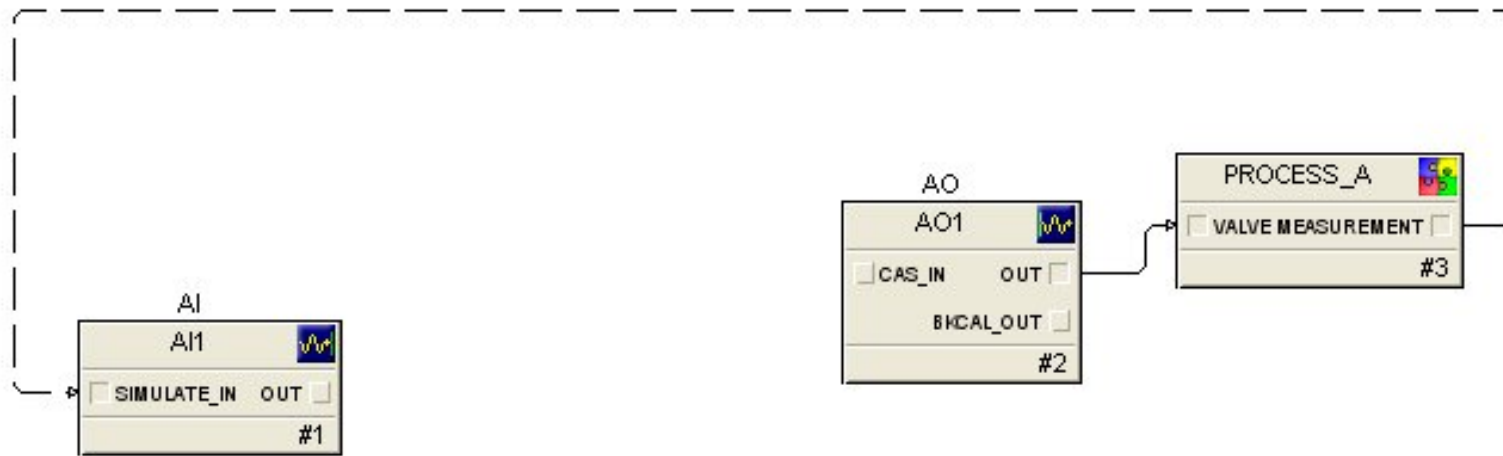 PROCESS_A
VALVE MEASUREMENT
#3
AO
AO1
CAS_IN OUT
BKCAL_OUT
#2
AI
AI1
SIMULATE_IN OUT
#1